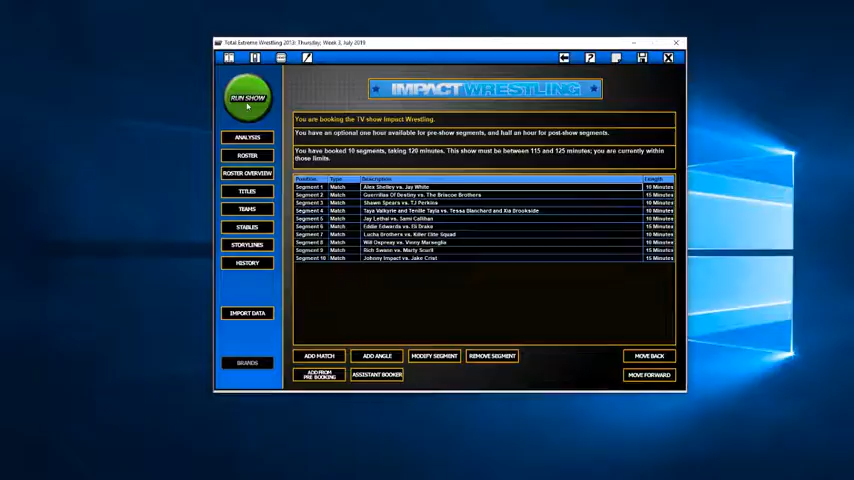 Total Extreme Wrestling 2013: Thursday, Week 3, July 2019
RUN SHOW
IMPACT WRESTLING
You are booking the TV show Impact Wrestling.
You have an optional one hour available for pre-show segments, and half an hour for post-show segments.
You have booked 10 segments, taking 120 minutes. This show must be between 115 and 125 minutes; you are currently within
those limits.
ANALYSIS
ROSTER
ROSTER OVERVIEW
TITLES
TEAMS
STABLES
STORYLINES
HISTORY
IMPORT DATA
BRANDS
Position Type Description Length
Segment 1 Match Alex Shelley vs. Jay White 10 Minutes
Segment 2 Match Guerrillas Of Destiny vs. The Briscoe Brothers 15 Minutes
Segment 3 Match Shawn Spears vs. TJ Perkins 10 Minutes
Segment 4 Match Taya Valkyrie and Tenille Tayla vs. Tessa Blanchard and Xia Brookside 10 Minutes
Segment 5 Match Jay Lethal vs. Sami Callihan 10 Minutes
Segment 6 Match Eddie Edwards vs. Eli Drake 15 Minutes
Segment 7 Match Lucha Brothers vs. Killer Elite Squad 10 Minutes
Segment 8 Match Will Ospreay vs. Vinny Marseglia 10 Minutes
Segment 9 Match Rich Swann vs. Marty Scurll 15 Minutes
Segment 10 Match Johnny Impact vs. Jake Crist 15 Minutes
ADD MATCH
ADD ANGLE
MODIFY SEGMENT
REMOVE SEGMENT
MOVE BACK
ADD FROM
PRE BOOKING
ASSISTANT BOOKER
MOVE FORWARD